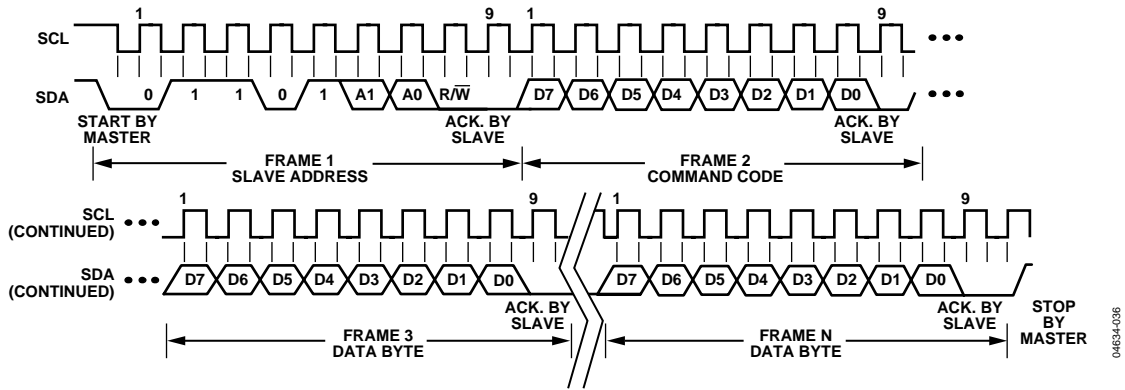 1 9 1 9
SCL
SDA
0 1 1 0 1 A1 A0 R/W̅ D7 D6 D5 D4 D3 D2 D1 D0
START BY
MASTER
ACK. BY
SLAVE
ACK. BY
SLAVE
FRAME 1
SLAVE ADDRESS
FRAME 2
COMMAND CODE
1 9 1 9
SCL
(CONTINUED)
SDA
(CONTINUED)
D7 D6 D5 D4 D3 D2 D1 D0 D7 D6 D5 D4 D3 D2 D1 D0
ACK. BY
SLAVE
ACK. BY
SLAVE
STOP
BY
MASTER
FRAME 3
DATA BYTE
FRAME N
DATA BYTE
04634-036